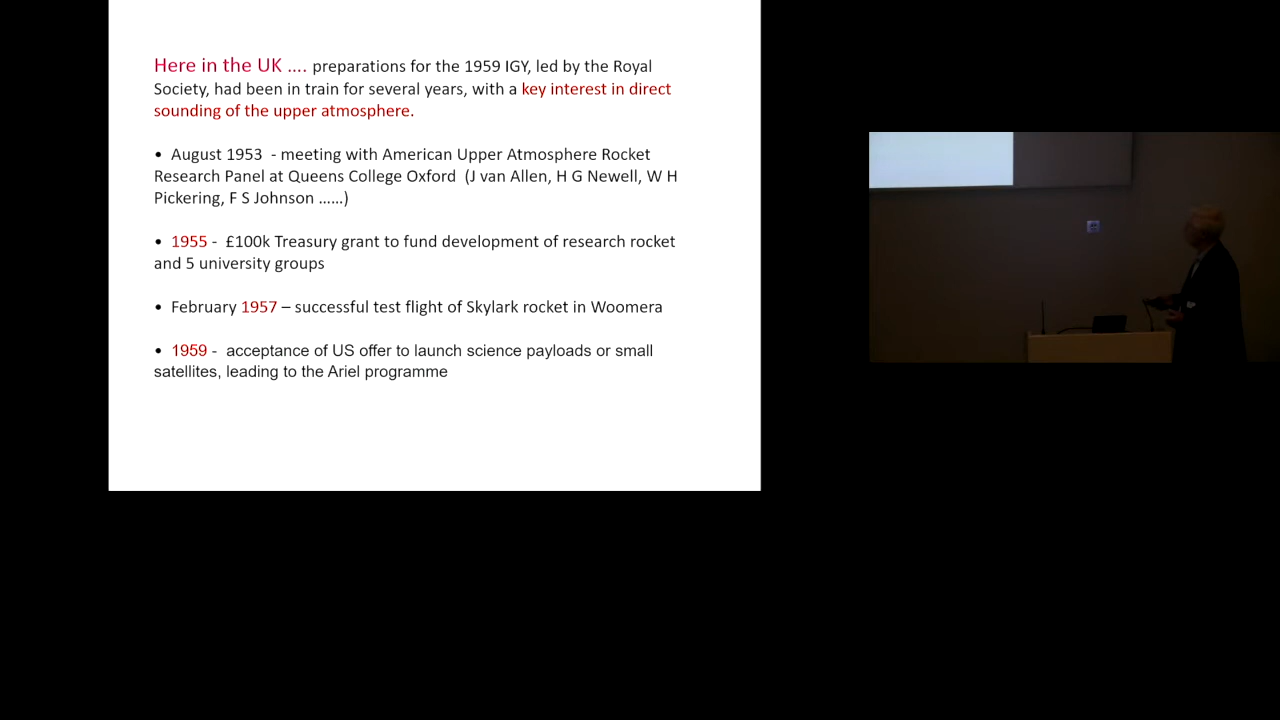 Here in the UK .... preparations for the 1959 IGY, led by the Royal
Society, had been in train for several years, with a key interest in direct
sounding of the upper atmosphere.
• August 1953 - meeting with American Upper Atmosphere Rocket
Research Panel at Queens College Oxford (J van Allen, H G Newell, W H
Pickering, F S Johnson ......)
• 1955 - £100k Treasury grant to fund development of research rocket
and 5 university groups
• February 1957 – successful test flight of Skylark rocket in Woomera
• 1959 - acceptance of US offer to launch science payloads or small
satellites, leading to the Ariel programme